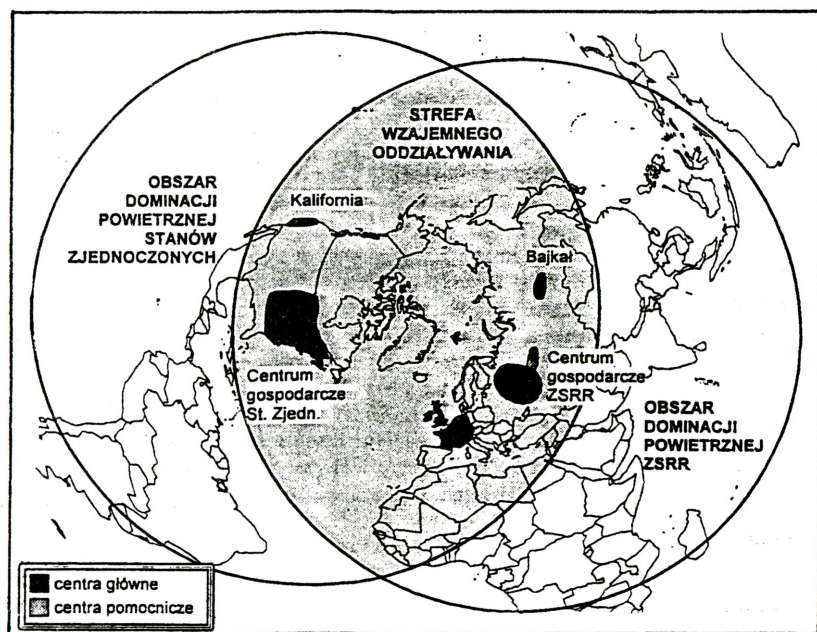 STREFA
WZAJEMNEGO
ODDZIAŁYWANIA
OBSZAR
DOMINACJI
POWIETRZNEJ
STANÓW
ZJEDNOCZONYCH
Kalifornia
Bajkał
Centrum
gospodarcze
St. Zjedn.
Centrum
gospodarcze
ZSRR
OBSZAR
DOMINACJI
POWIETRZNEJ
ZSRR
centra główne
centra pomocnicze